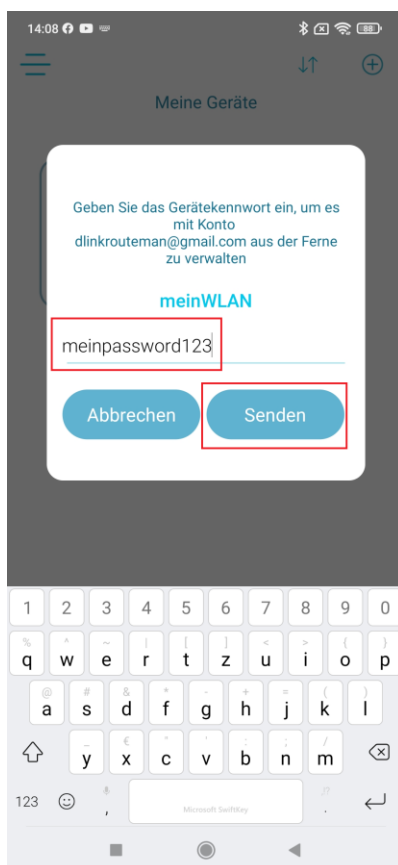 14:08
88
Meine Geräte
Geben Sie das Gerätekennwort ein, um es
mit Konto
dlinkrouteman@gmail.com aus der Ferne
zu verwalten
meinWLAN
meinpassword123
Abbrechen Senden
1 2 3 4 5 6 7 8 9 0
% ^ ~ | [ ] < > { }
q w e r t z u i o p
@ # & * - + = ( )
a s d f g h j k l
_ € " ' : ; /
y x c v b n m
123 , Microsoft SwiftKey !? .